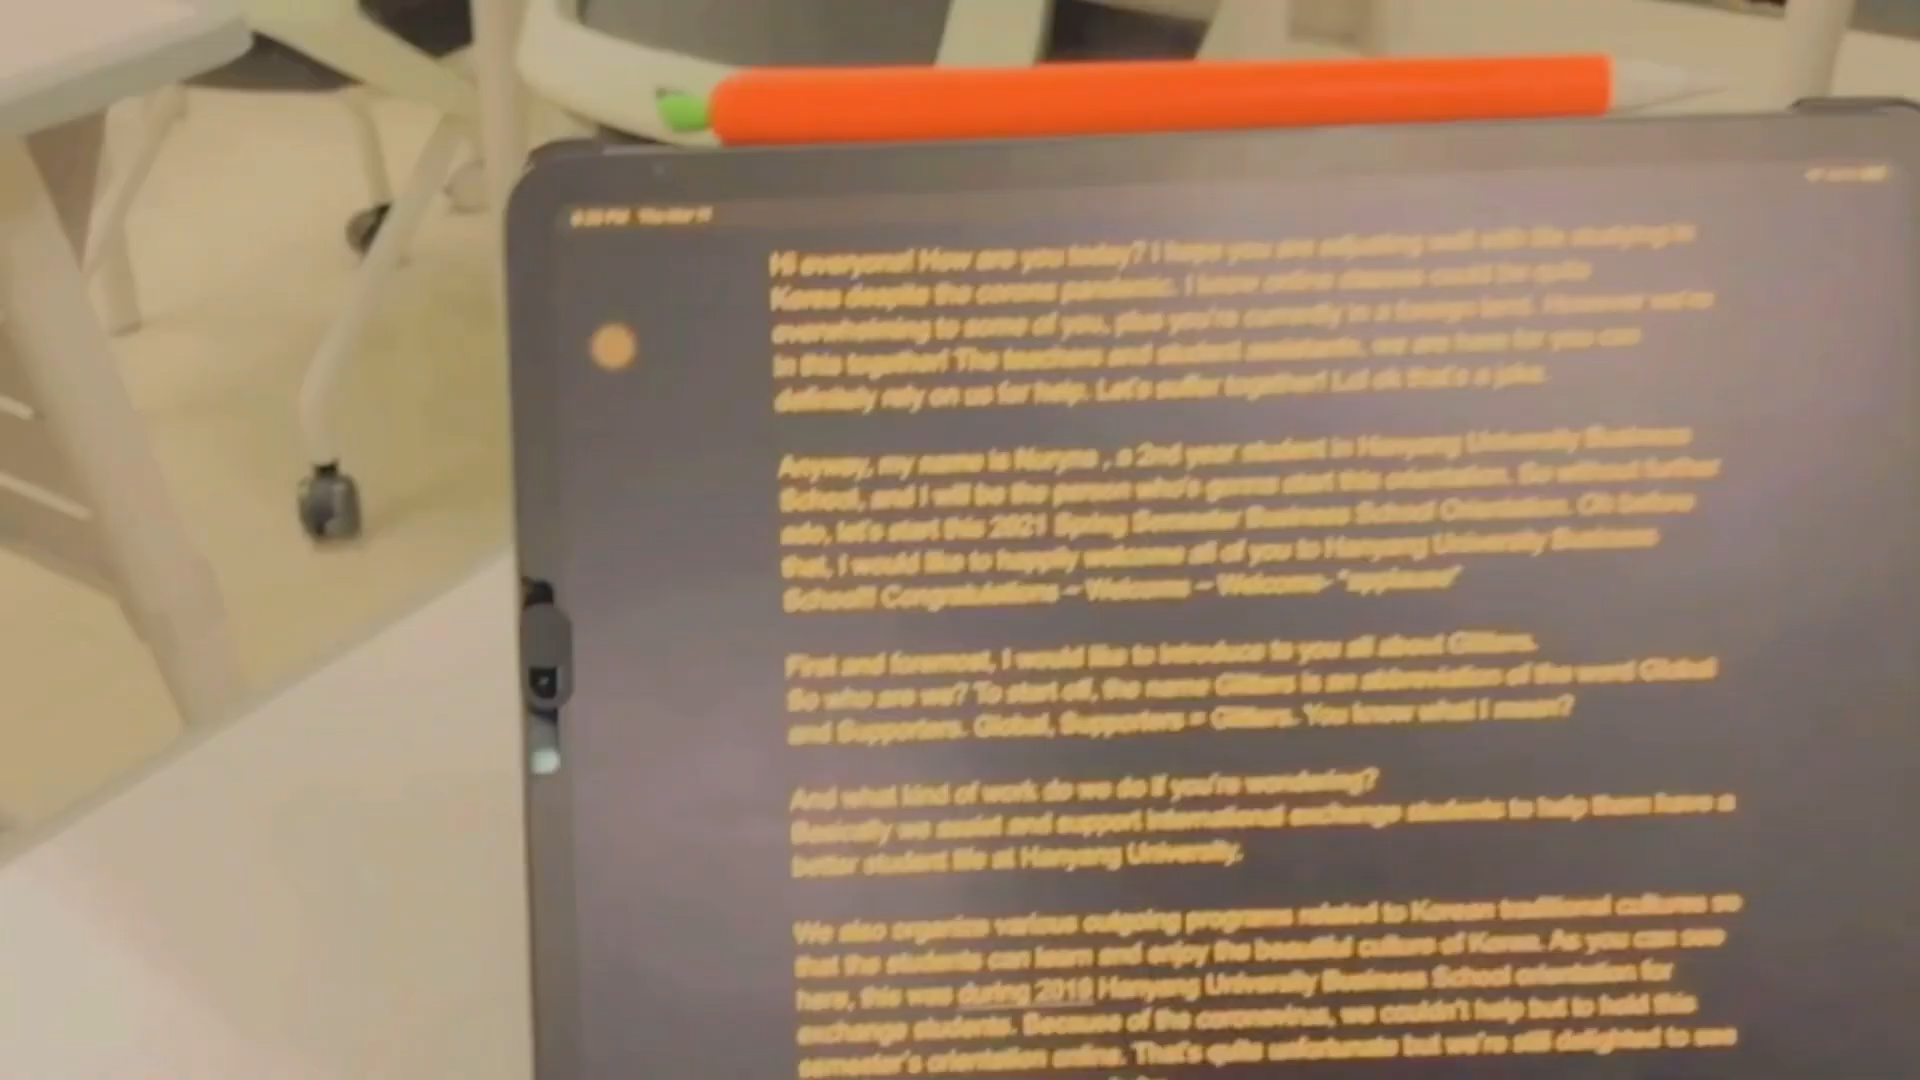 Hi everyone! How are you today? I hope you are adjusting well with the studying in
Korea despite the corona pandemic. I know online classes could be quite
overwhelming to some of you, plus you're currently in a foreign land. However we're
in this together! The teachers and student assistants, we are here for you can
definitely rely on us for help. Let's suffer together! Lol ok that's a joke.
Anyway, my name is , a 2nd year student in Hanyang University Business
School, and I will be the person who's gonna start this orientation. So without further
ado, let's start this 2021 Spring Semester Business School Orientation. Oh before
that, I would like to happily welcome all of you to Hanyang University Business
School!! Congratulations ~ Welcome ~ Welcome~ *applause*
First and foremost, I would like to introduce to you all about
So who are we? To start off, the name is an abbreviation of the word Global
and Supporters. Global, Supporters = You know what I mean?
And what kind of work do we do if you're wondering?
Basically we assist and support international exchange students to help them have a
better student life at Hanyang University.
We also organize various outgoing programs related to Korean traditional cultures so
that the students can learn and enjoy the beautiful culture of Korea. As you can see
here, this was during 2019 Hanyang University Business School orientation for
exchange students. Because of the coronavirus, we couldn't help but to hold this
semester's orientation online. That's quite unfortunate but we're still delighted to see